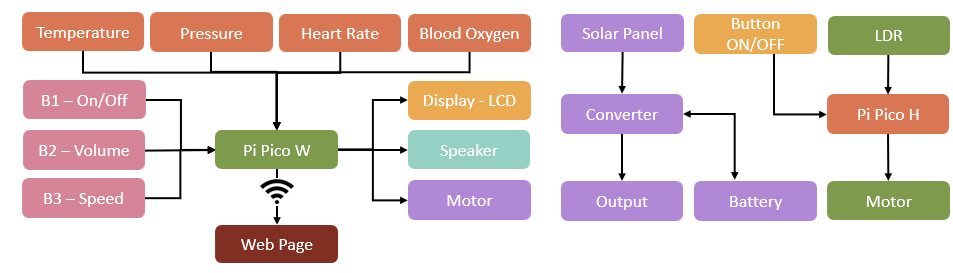 Temperature
Pressure
Heart Rate
Blood Oxygen
Solar Panel
Button
ON/OFF
LDR
B1 – On/Off
Display - LCD
Converter
Pi Pico H
B2 – Volume
Pi Pico W
Speaker
B3 – Speed
Motor
Output
Battery
Motor
Web Page